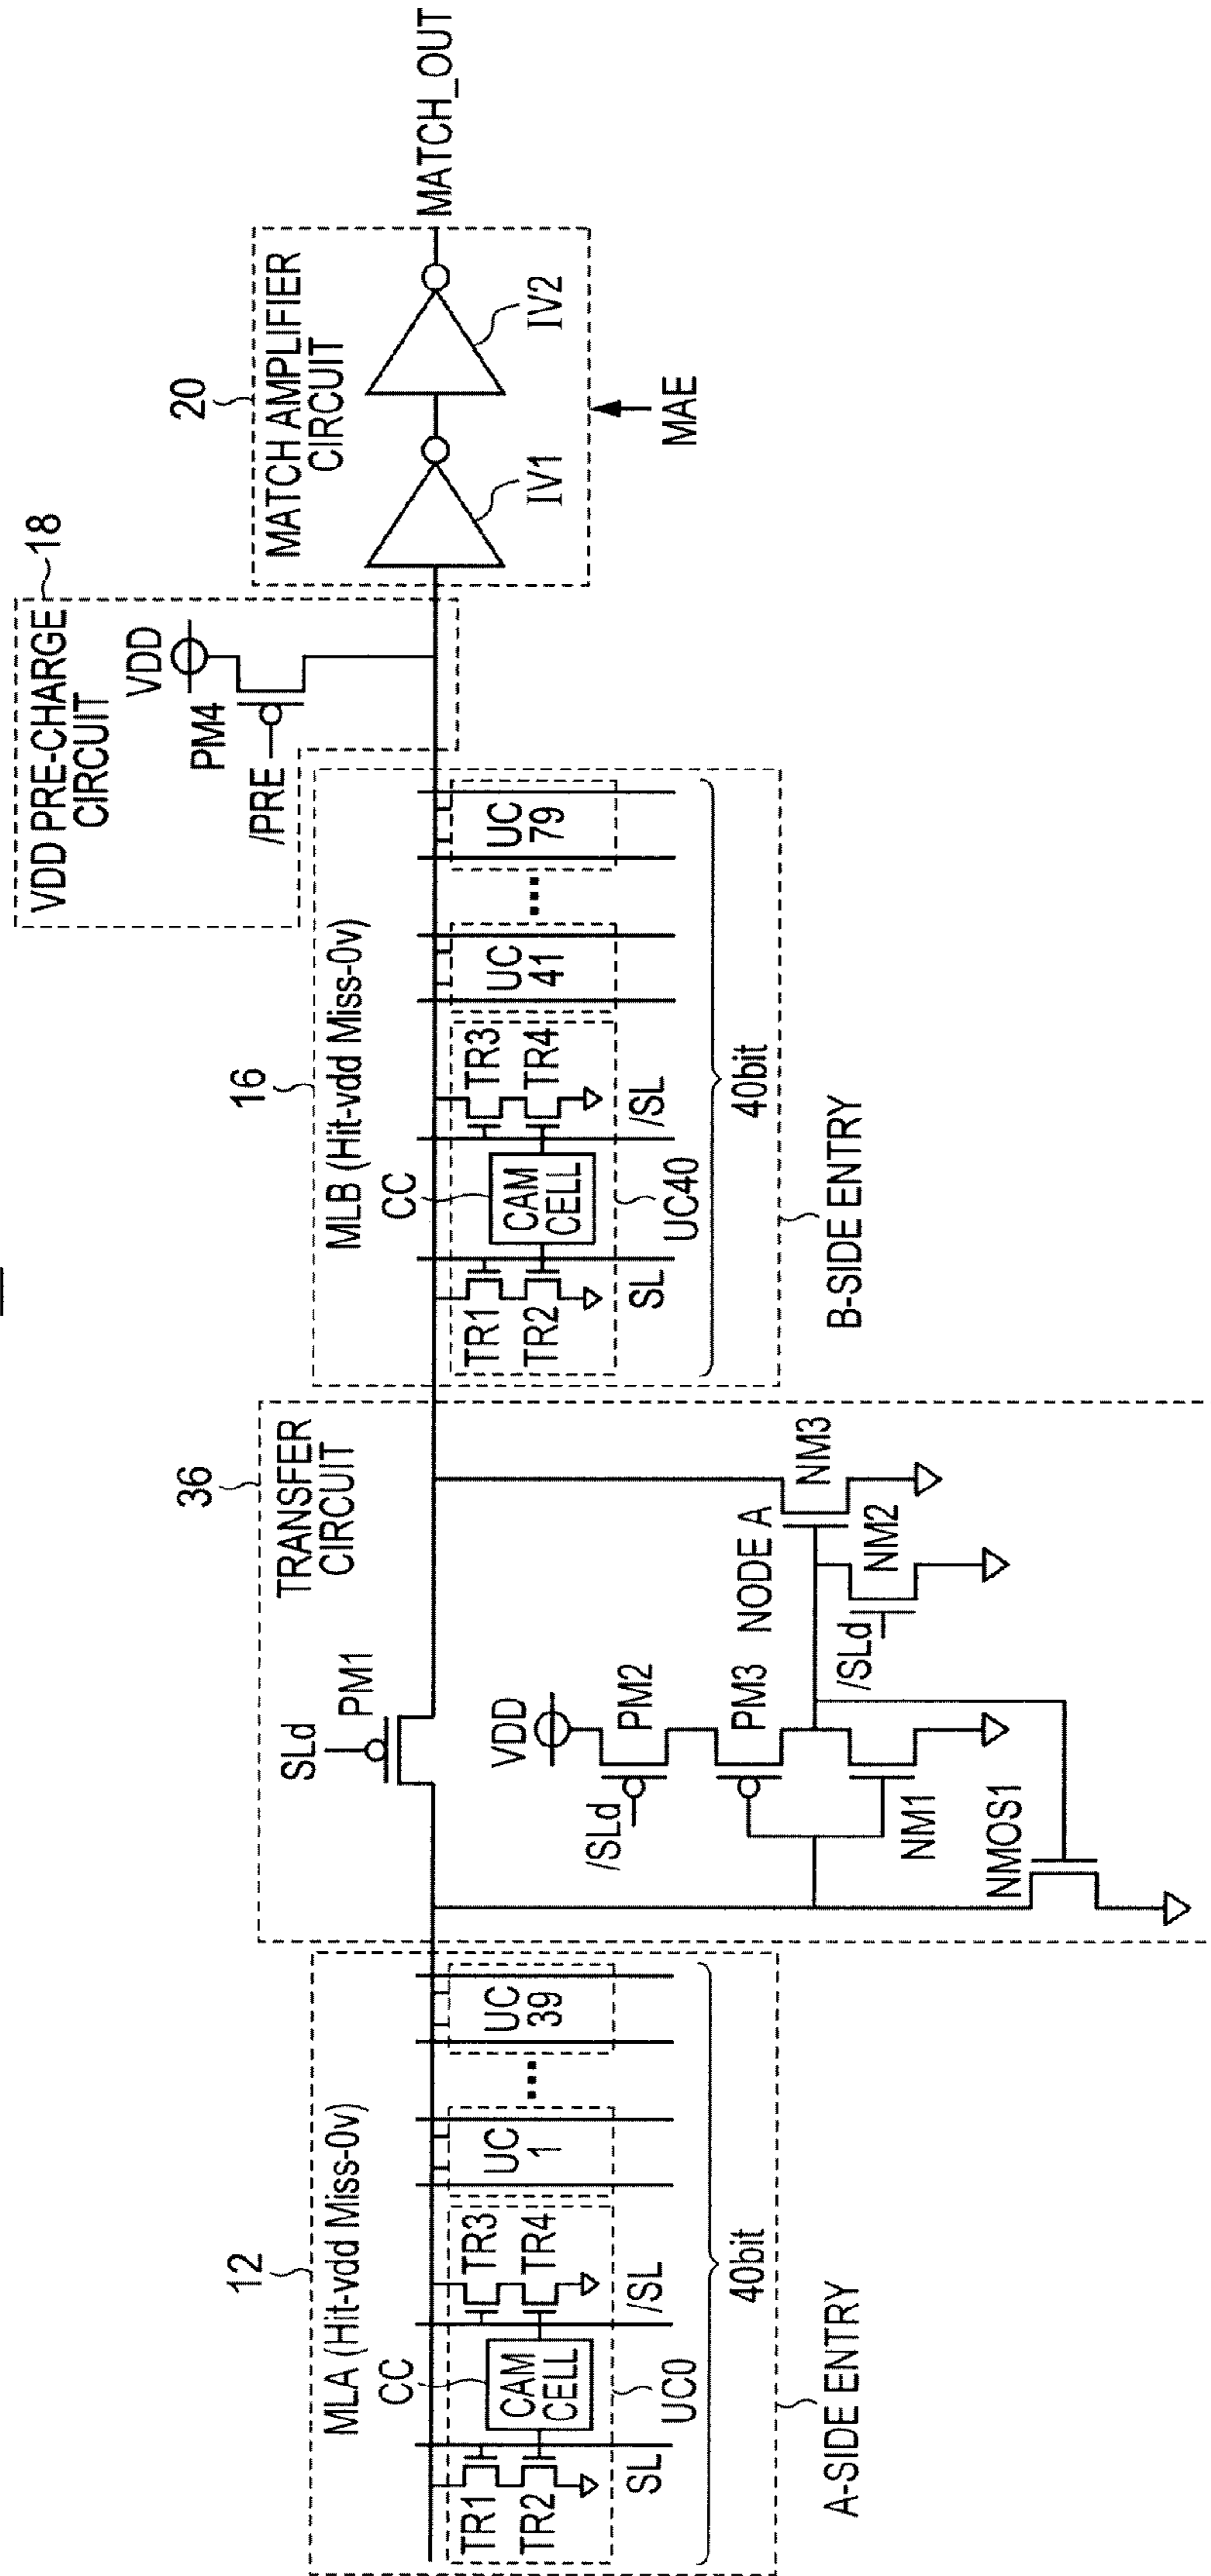 12
MLA (Hit-vdd Miss-0v)
CC
TR1
TR2
CAM
CELL
TR3
TR4
SL
/SL
UC0
UC
1
...
UC
39
40bit
A-SIDE ENTRY
36
TRANSFER
CIRCUIT
SLd
PM1
VDD
/SLd
PM2
PM3
NM1
NMOS1
NODE A
/SLd
NM2
NM3
16
MLB (Hit-vdd Miss-0v)
CC
TR1
TR2
CAM
CELL
TR3
TR4
SL
/SL
UC40
UC
41
...
UC
79
40bit
B-SIDE ENTRY
18
VDD PRE-CHARGE
CIRCUIT
VDD
PM4
/PRE
20
MATCH AMPLIFIER
CIRCUIT
IV1
IV2
MAE
MATCH_OUT